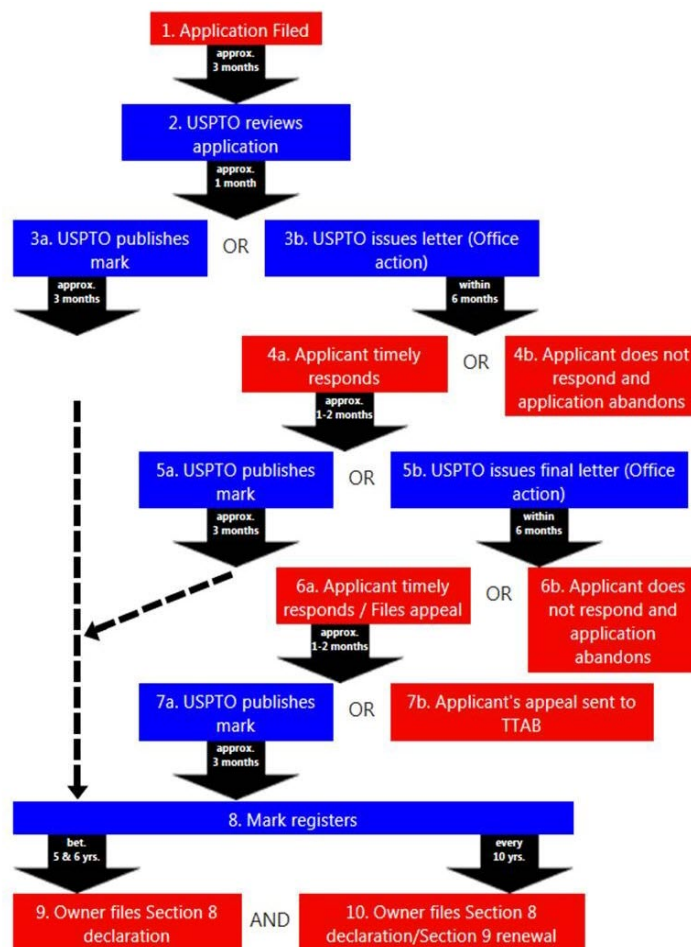 1. Application Filed
approx.
3 months
2. USPTO reviews
application
approx.
1 month
3a. USPTO publishes
mark
OR
3b. USPTO issues letter (Office
action)
approx.
3 months
within
6 months
4a. Applicant timely
responds
OR
4b. Applicant does not
respond and
application abandons
approx.
1-2 months
5a. USPTO publishes
mark
OR
5b. USPTO issues final letter (Office
action)
approx.
3 months
within
6 months
6a. Applicant timely
responds / Files appeal
OR
6b. Applicant does
not respond and
application
abandons
approx.
1-2 months
7a. USPTO publishes
mark
OR
7b. Applicant's appeal sent to
TTAB
approx.
3 months
8. Mark registers
bet.
5 & 6 yrs.
every
10 yrs.
9. Owner files Section 8
declaration
AND
10. Owner files Section 8
declaration/Section 9 renewal